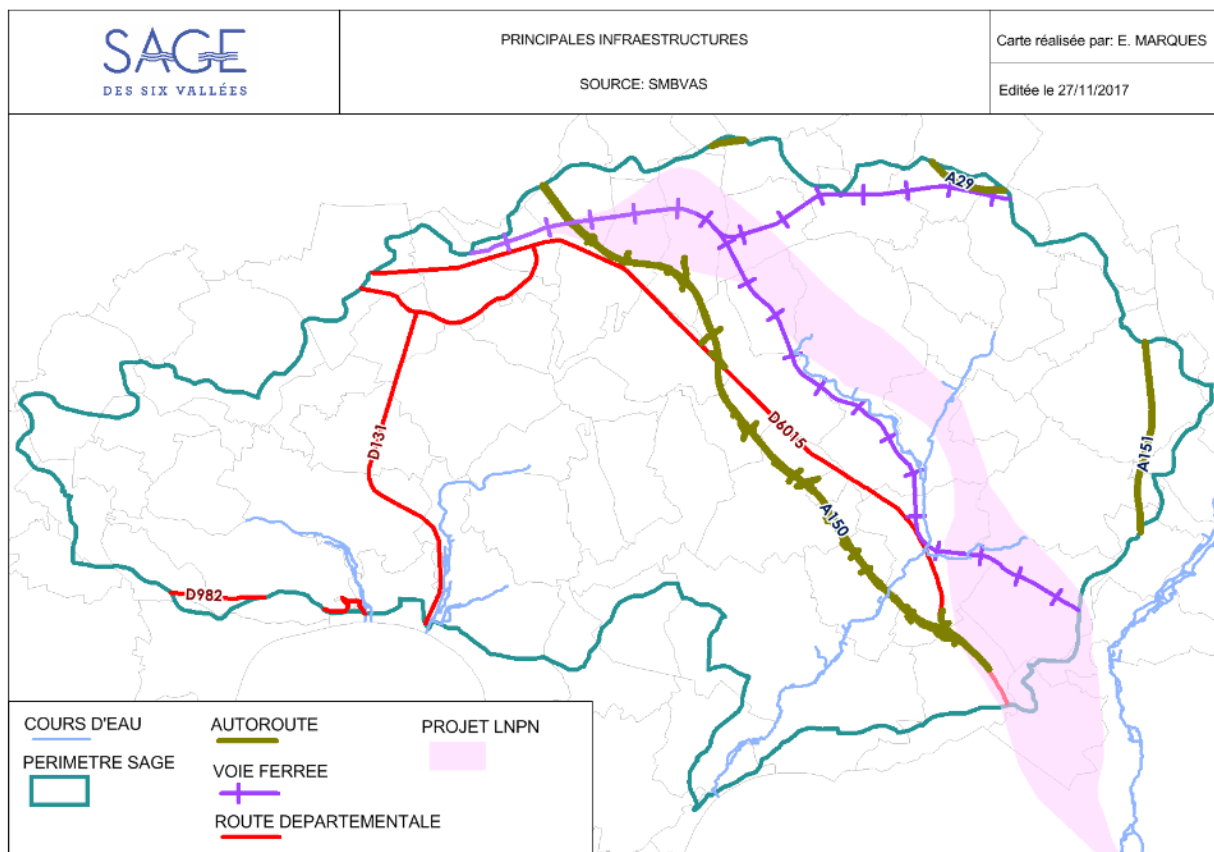 SAGE
DES SIX VALLÉES
PRINCIPALES INFRAESTRUCTURES
SOURCE: SMBVAS
Carte réalisée par: E. MARQUES
Editée le 27/11/2017
A29
D131
D6015
A151
A150
D982
COURS D'EAU
AUTOROUTE
PROJET LNPN
PERIMETRE SAGE
VOIE FERREE
ROUTE DEPARTEMENTALE